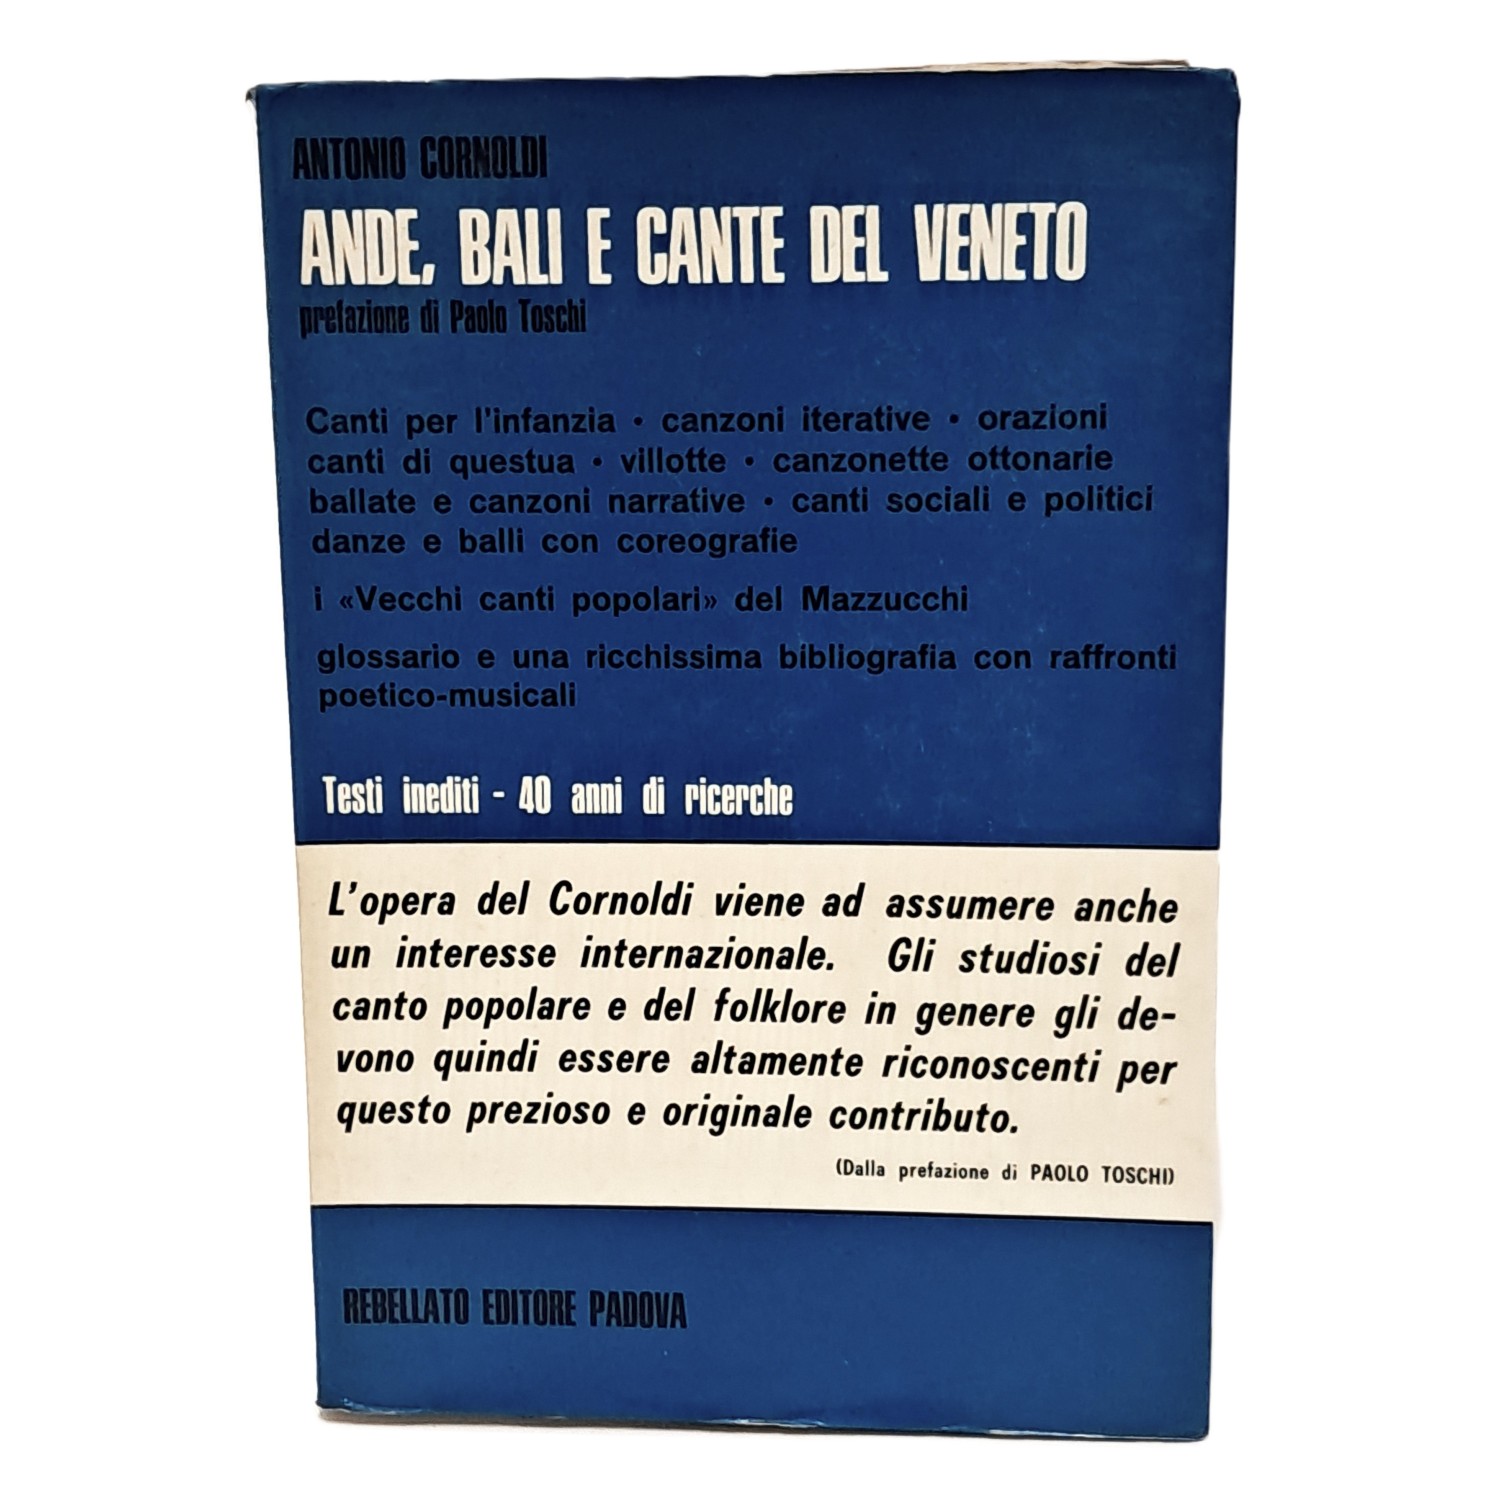 ANTONIO CORNOLDI
ANDE, BALI E CANTE DEL VENETO
prefazione di Paolo Toschi
Canti per l'infanzia • canzoni iterative • orazioni
canti di questua • villotte • canzonette ottonarie
ballate e canzoni narrative • canti sociali e politici
danze e balli con coreografie
i «Vecchi canti popolari» del Mazzucchi
glossario e una ricchissima bibliografia con raffronti
poetico-musicali
Testi inediti - 40 anni di ricerche
L'opera del Cornoldi viene ad assumere anche
un interesse internazionale. Gli studiosi del
canto popolare e del folklore in genere gli de-
vono quindi essere altamente riconoscenti per
questo prezioso e originale contributo.
(Dalla prefazione di PAOLO TOSCHI)
REBELLATO EDITORE PADOVA